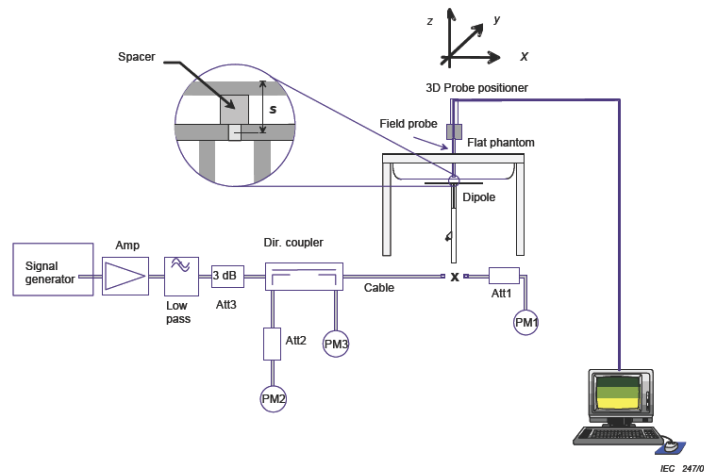 z
y
x
Spacer
s
3D Probe positioner
Field probe
Flat phantom
Dipole
Signal
generator
Amp
Low
pass
3 dB
Att3
Dir. coupler
Cable
x
Att1
PM1
Att2
PM3
PM2
IEC 247/0